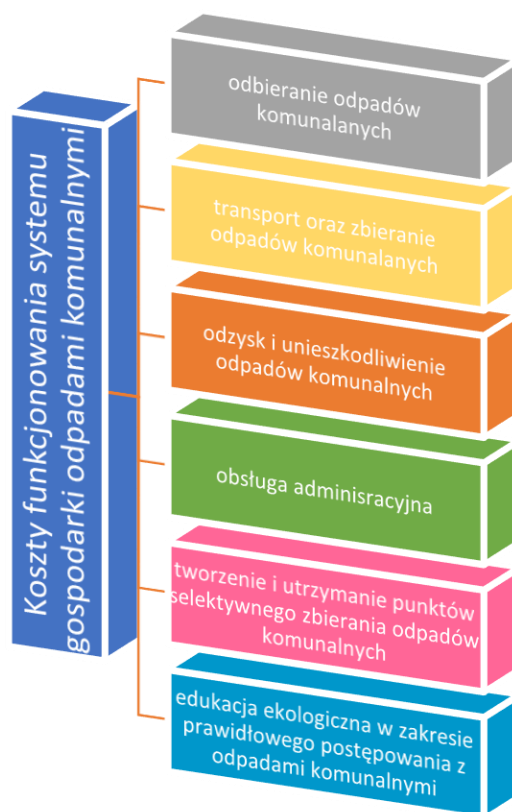 Koszty funkcjonowania systemu
gospodarki odpadami komunalnymi
odbieranie odpadów
komunalanych
transport oraz zbieranie
odpadów komunalanych
odzysk i unieszkodliwienie
odpadów komunalnych
obsługa adminisracyjna
tworzenie i utrzymanie punktów
selektywnego zbierania odpadów
komunalnych
edukacja ekologiczna w zakresie
prawidłowego postępowania z
odpadami komunalnymi